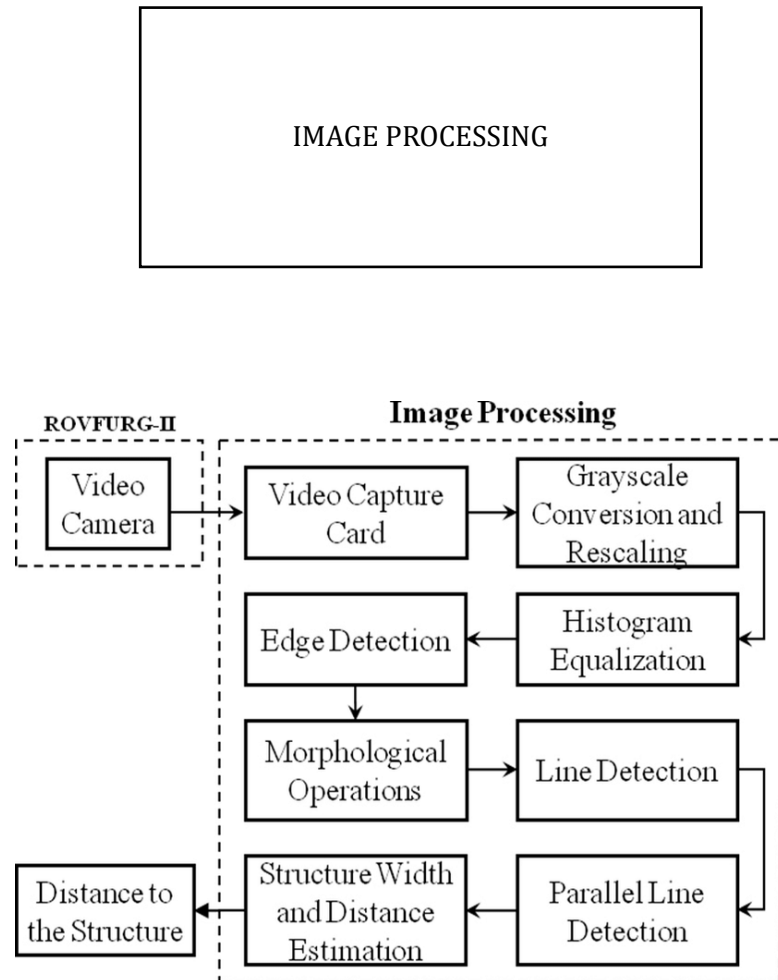 IMAGE PROCESSING
ROVFURG-II
Image Processing
Video
Camera
Video Capture
Card
Grayscale
Conversion and
Rescaling
Histogram
Equalization
Edge Detection
Morphological
Operations
Line Detection
Parallel Line
Detection
Structure Width
and Distance
Estimation
Distance to
the Structure